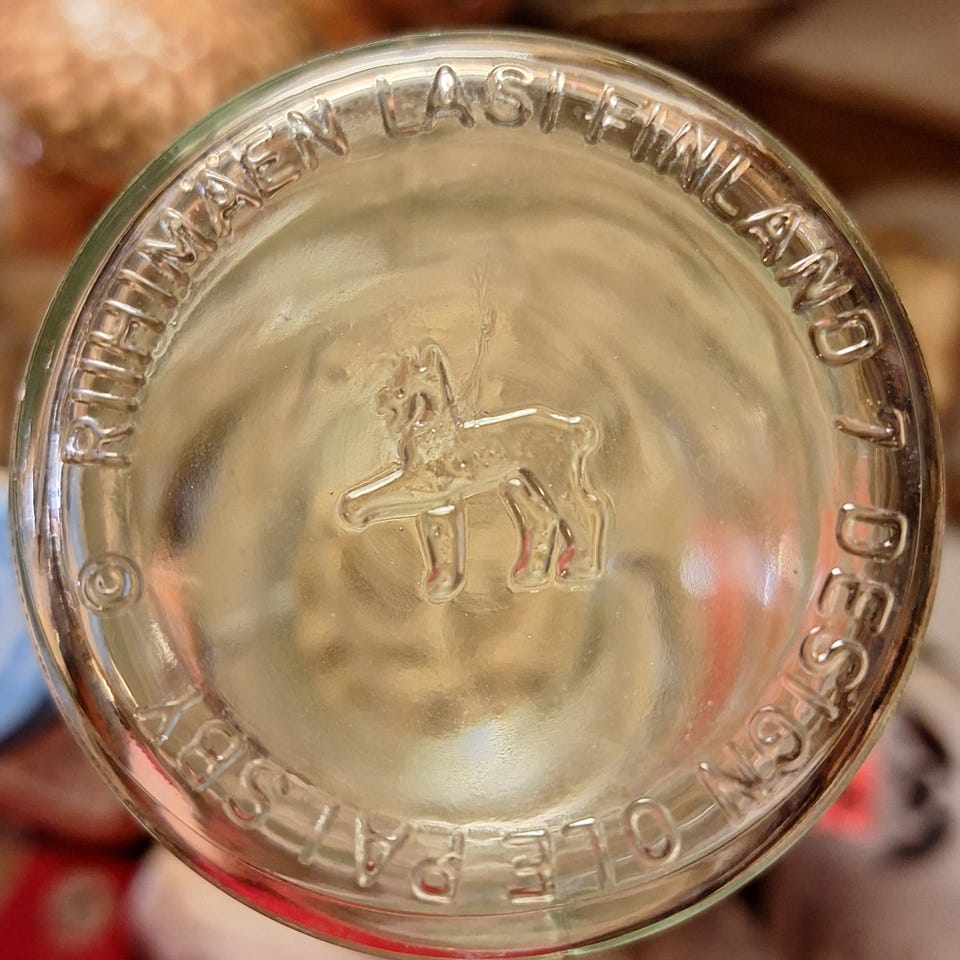 © RIIHIMÄEN LASI FINLAND 7 DESIGN OLE PALSBY